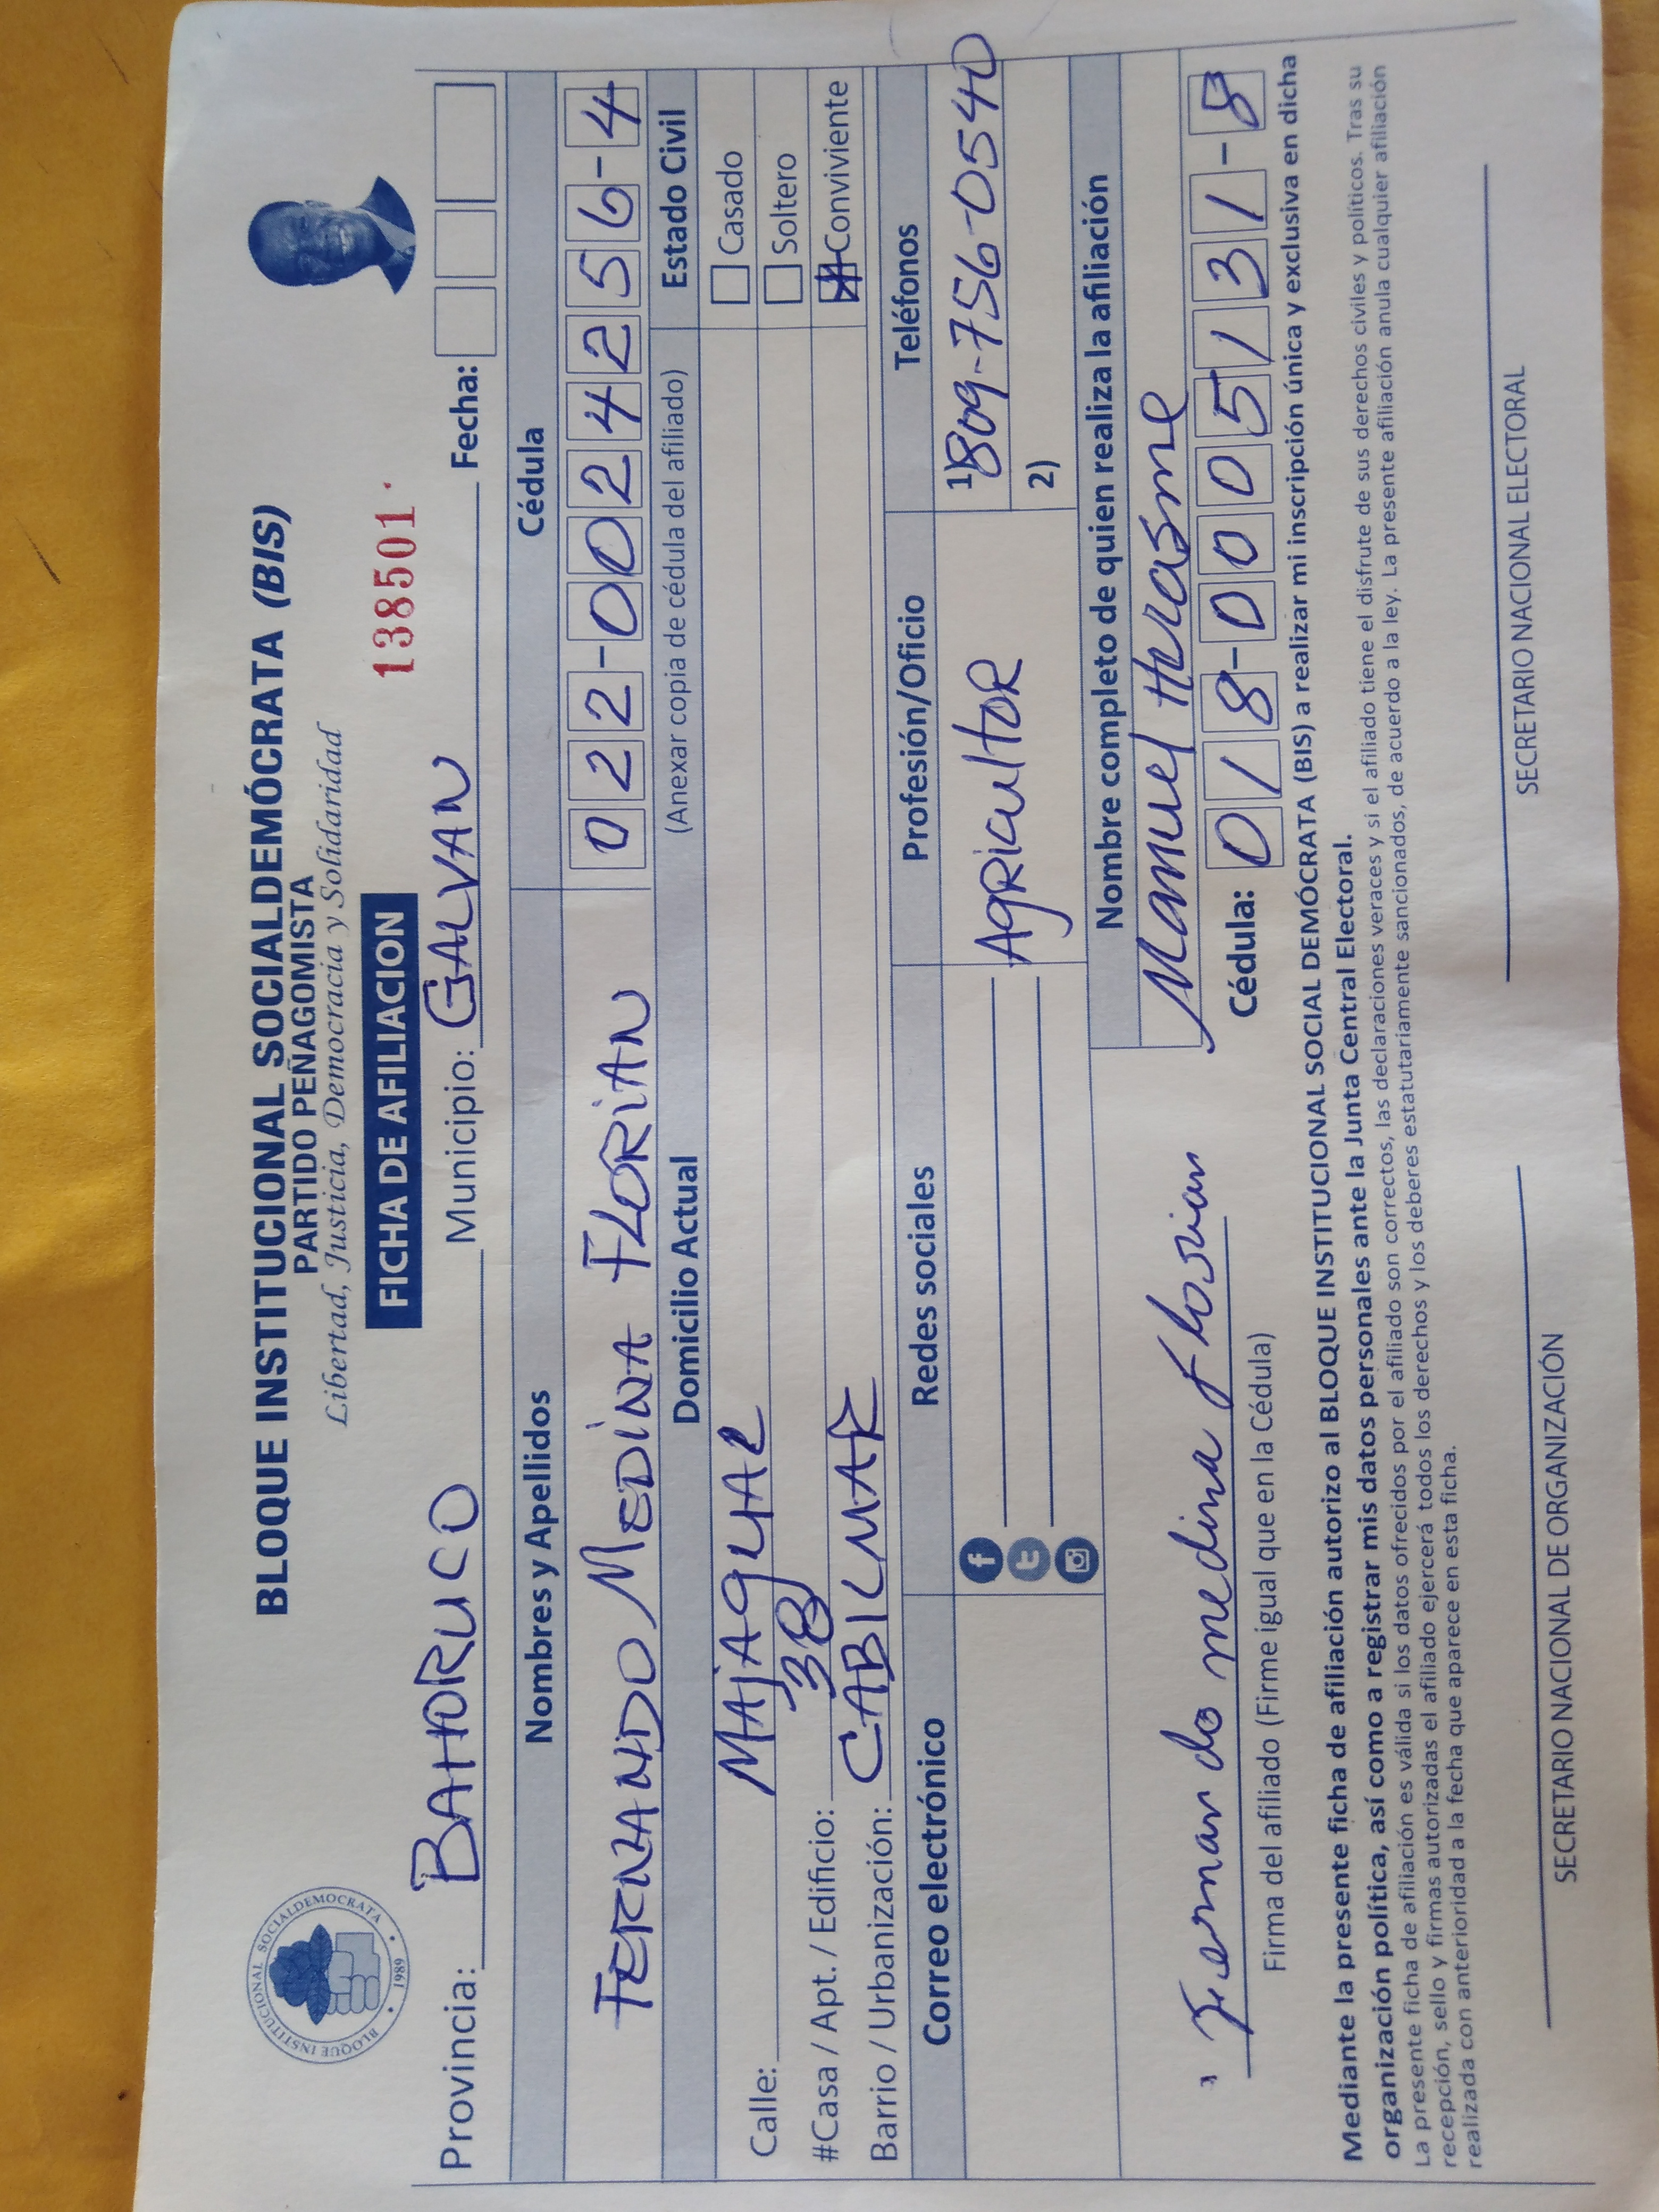 BLOQUE INSTITUCIONAL SOCIALDEMOCRATA • 1989 •
BLOQUE INSTITUCIONAL SOCIALDEMÓCRATA (BIS)
PARTIDO PEÑAGOMISTA
Libertad, Justicia, Democracia y Solidaridad
FICHA DE AFILIACION
138501
Provincia: BAHORUCO Municipio: GALVAN Fecha:
Nombres y Apellidos Cédula
FERNANDO MEDINA FLORIAN 022-0024256-4
Domicilio Actual (Anexar copia de cédula del afiliado) Estado Civil
Calle: MAJAGUAL Casado
#Casa / Apt. / Edificio: 38 Soltero
Barrio / Urbanización: Conviviente
Correo electrónico Redes sociales Profesión/Oficio Teléfonos
AgRicultoR 1) 809-756-0540
2)
Nombre completo de quien realiza la afiliación
Manuel Herasme
Fernando medina florian
Cédula: 018-0005131-8
Firma del afiliado (Firme igual que en la Cédula)
Mediante la presente ficha de afiliación autorizo al BLOQUE INSTITUCIONAL SOCIAL DEMÓCRATA (BIS) a realizar mi inscripción única y exclusiva en dicha
organización política, así como a registrar mis datos personales ante la Junta Central Electoral.
La presente ficha de afiliación es válida si los datos ofrecidos por el afiliado son correctos, las declaraciones veraces y si el afiliado tiene el disfrute de sus derechos civiles y políticos. Tras su
recepción, sello y firmas autorizadas el afiliado ejercerá todos los derechos y los deberes estatutariamente sancionados, de acuerdo a la ley. La presente afiliación anula cualquier afiliación
realizada con anterioridad a la fecha que aparece en esta ficha.
SECRETARIO NACIONAL DE ORGANIZACIÓN SECRETARIO NACIONAL ELECTORAL